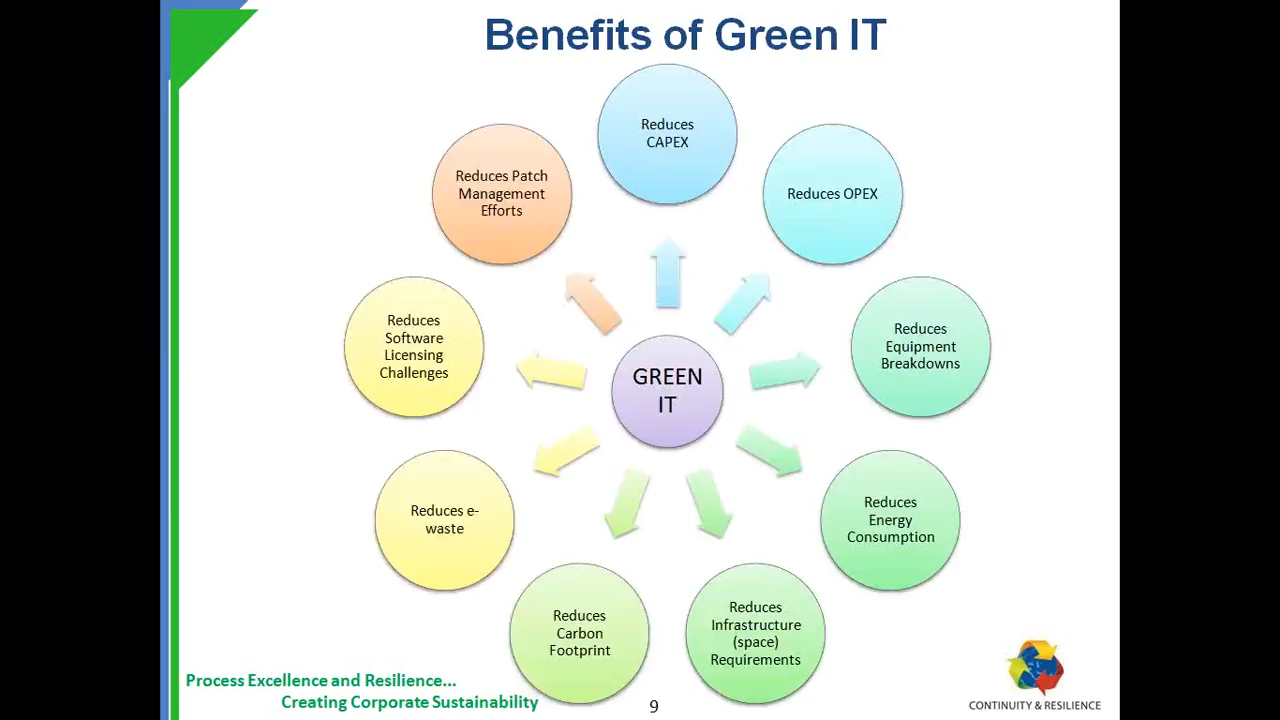 Benefits of Green IT
Reduces
CAPEX
Reduces OPEX
Reduces
Equipment
Breakdowns
Reduces
Energy
Consumption
Reduces
Infrastructure
(space)
Requirements
Reduces
Carbon
Footprint
Reduces e-
waste
Reduces
Software
Licensing
Challenges
Reduces Patch
Management
Efforts
GREEN
IT
Process Excellence and Resilience...
Creating Corporate Sustainability
9
CONTINUITY & RESILIENCE